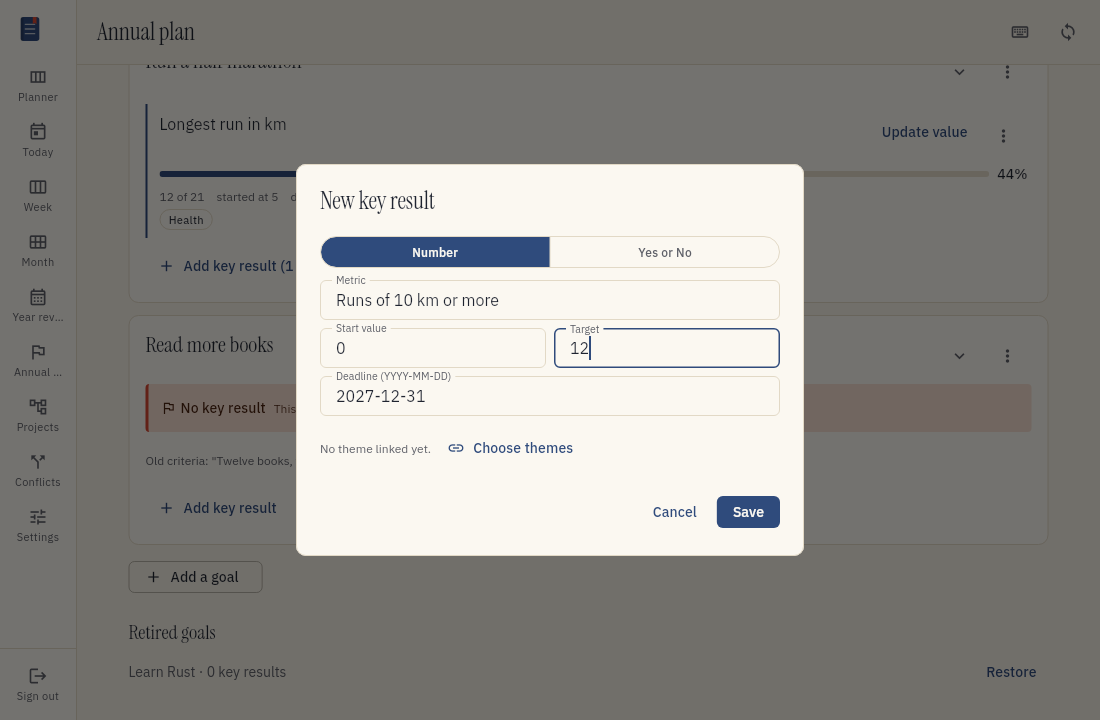 Annual plan
Planner
Today
Week
Month
Year rev...
Annual ...
Projects
Conflicts
Settings
Sign out
Run a half marathon
Longest run in km
Update value
44%
12 of 21 started at 5
Health
Add key result (1
Read more books
No key result This
Old criteria: "Twelve books,
Add key result
Add a goal
Retired goals
Learn Rust · 0 key results
Restore
New key result
Number
Yes or No
Metric
Runs of 10 km or more
Start value
0
Target
12
Deadline (YYYY-MM-DD)
2027-12-31
No theme linked yet.
Choose themes
Cancel
Save